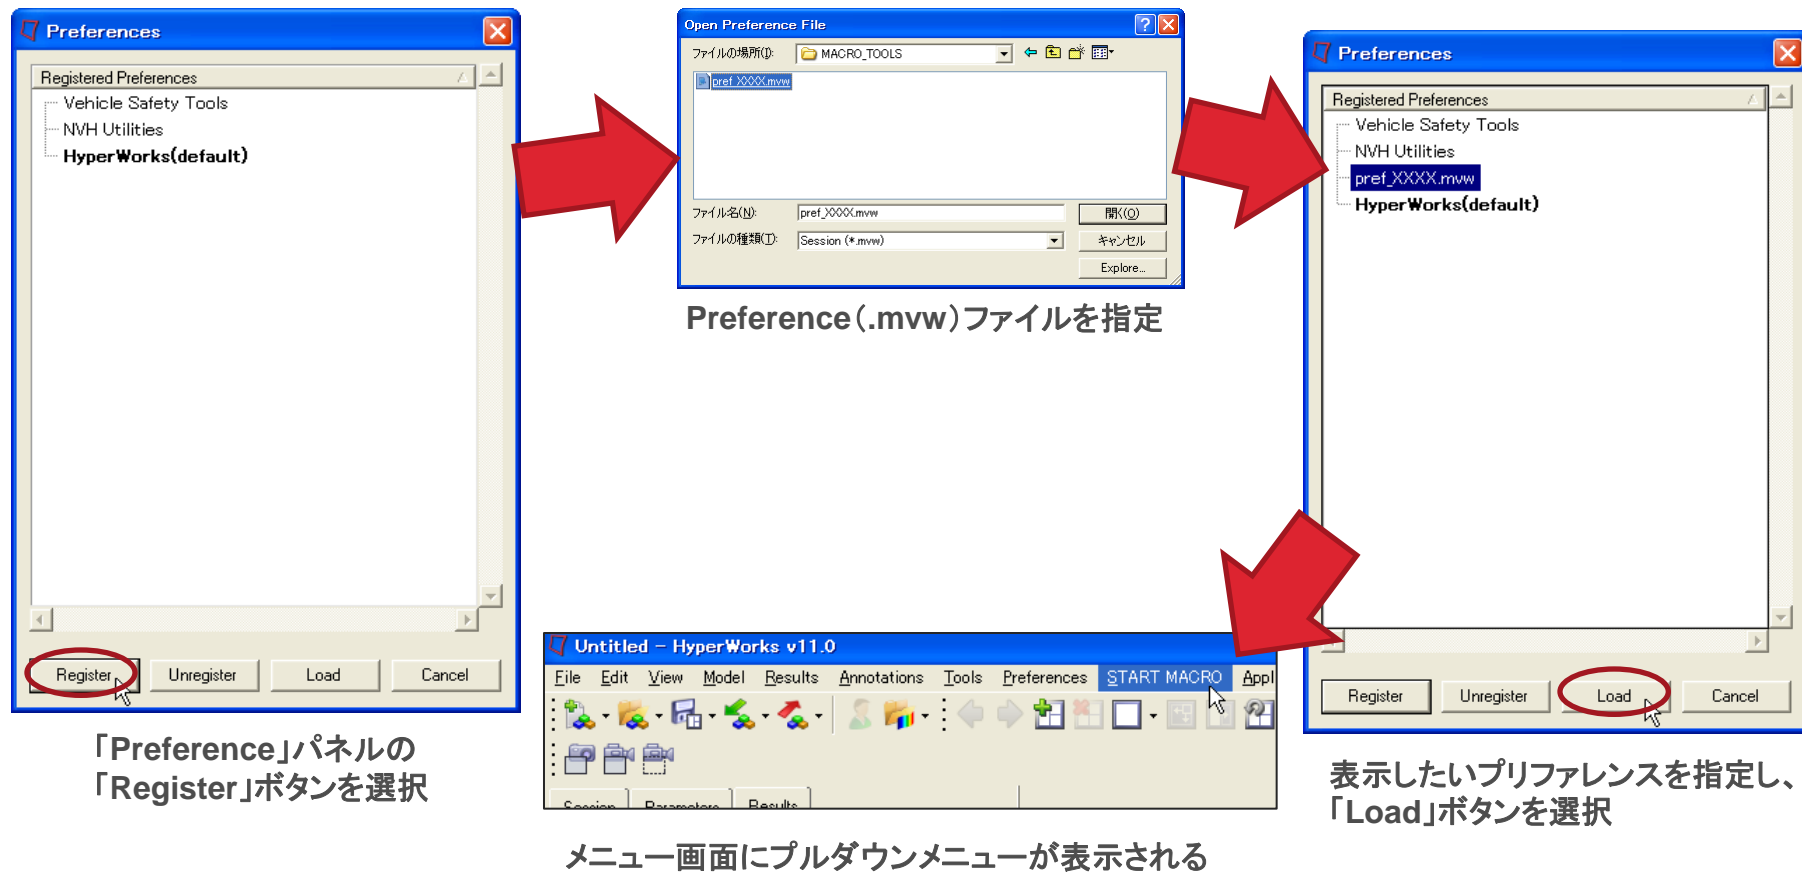 Preferences
Registered Preferences
Vehicle Safety Tools
NVH Utilities
HyperWorks(default)
Register
Unregister
Load
Cancel
「Preference」パネルの
「Register」ボタンを選択
Open Preference File
ファイルの場所(I):
MACRO_TOOLS
pref_XXXX.mvw
ファイル名(N):
pref_XXXX.mvw
開く(O)
ファイルの種類(T):
Session (*.mvw)
キャンセル
Explore...
Preference（.mvw）ファイルを指定
Preferences
Registered Preferences
Vehicle Safety Tools
NVH Utilities
pref_XXXX.mvw
HyperWorks(default)
Register
Unregister
Load
Cancel
表示したいプリファレンスを指定し、
「Load」ボタンを選択
Untitled - HyperWorks v11.0
File Edit View Model Results Annotations Tools Preferences START MACRO Appl
Session Parameters Results
メニュー画面にプルダウンメニューが表示される